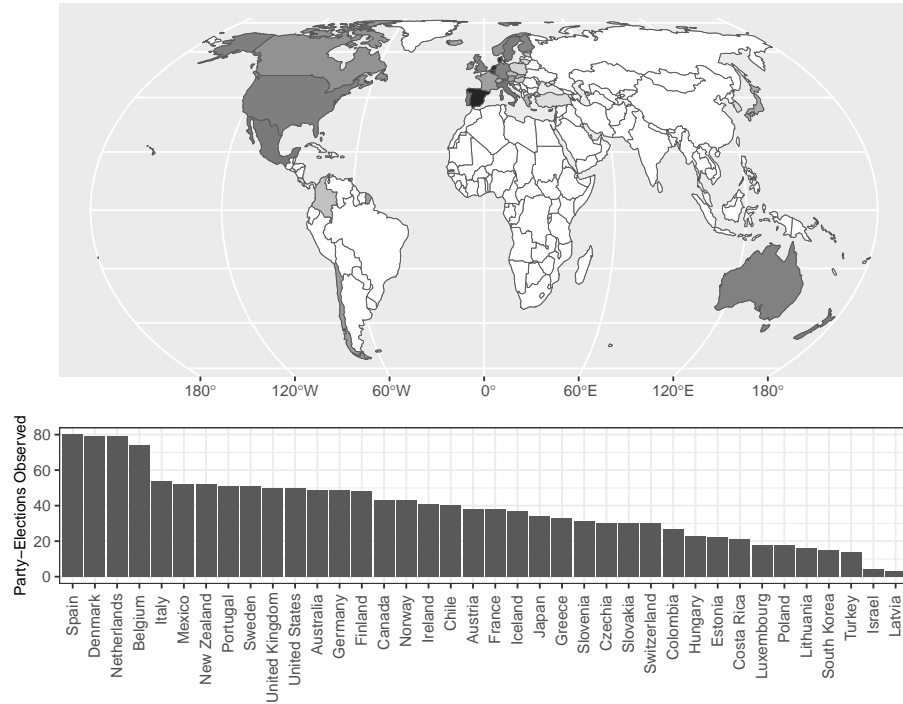 180° 120°W 60°W 0° 60°E 120°E 180°
Party−Elections Observed
80
60
40
20
0
Spain
Denmark
Netherlands
Belgium
Italy
Mexico
New Zealand
Portugal
Sweden
United Kingdom
United States
Australia
Germany
Finland
Canada
Norway
Ireland
Chile
Austria
France
Iceland
Japan
Greece
Slovenia
Czechia
Slovakia
Switzerland
Colombia
Hungary
Estonia
Costa Rica
Luxembourg
Poland
Lithuania
South Korea
Turkey
Israel
Latvia